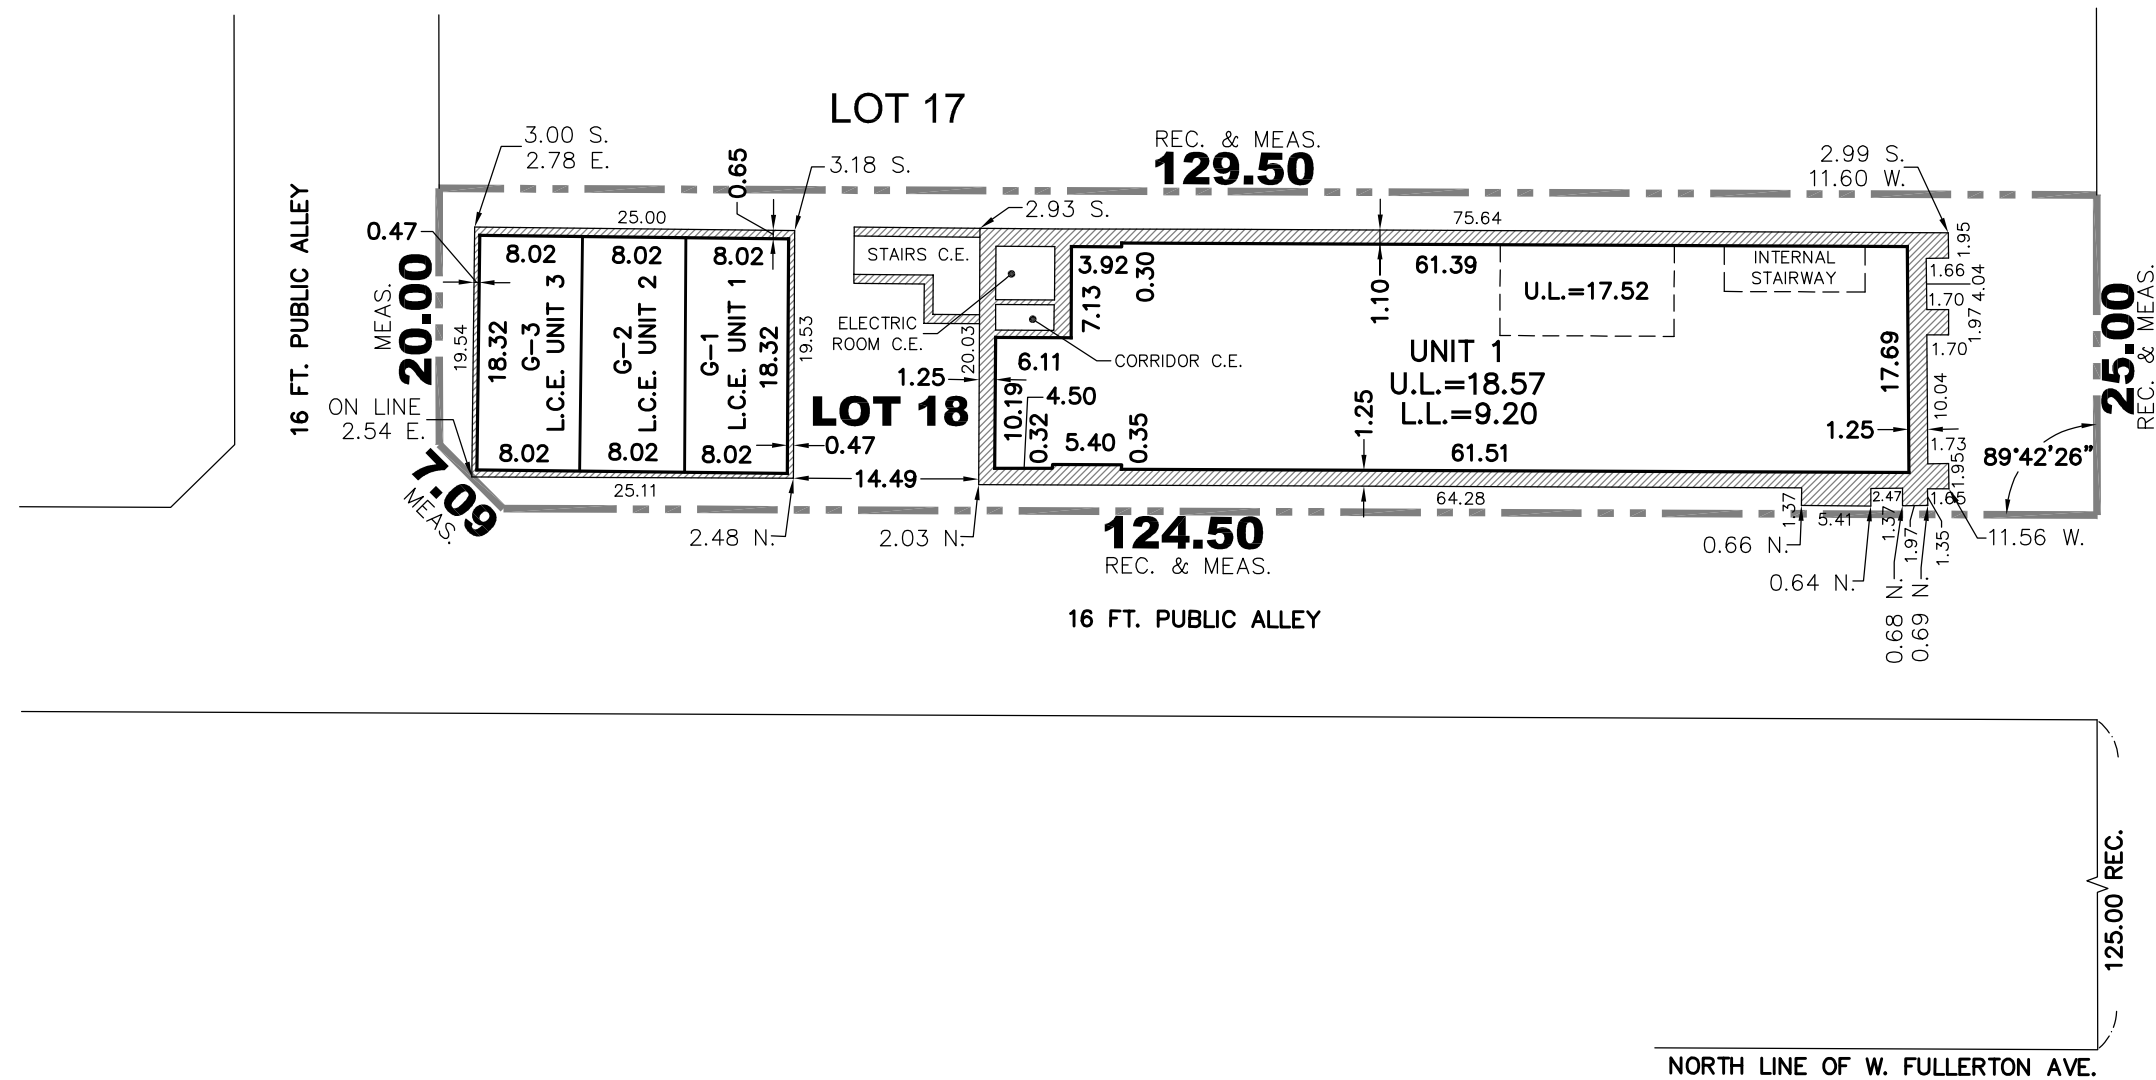 LOT 17
3.00 S.
2.78 E.
0.65
3.18 S.
REC. & MEAS.
129.50
2.99 S.
11.60 W.
16 FT. PUBLIC ALLEY
0.47
25.00
2.93 S.
75.64
1.95
MEAS.
20.00
19.54
8.02
8.02
8.02
STAIRS C.E.
3.92
0.30
61.39
INTERNAL
STAIRWAY
1.66
4.04
1.70
1.97
1.70
7.13
1.10
U.L.=17.52
18.32
G-3
L.C.E. UNIT 3
G-2
L.C.E. UNIT 2
G-1
L.C.E. UNIT 1
18.32
19.53
ELECTRIC
ROOM C.E.
20.03
CORRIDOR C.E.
UNIT 1
U.L.=18.57
L.L.=9.20
17.69
25.00
REC. & MEAS.
6.11
1.25
10.19
4.50
ON LINE
2.54 E.
LOT 18
0.32
5.40
0.35
1.25
61.51
1.25
10.04
1.73
1.95
89°42'26"
8.02
8.02
8.02
0.47
14.49
7.09
MEAS.
25.11
64.28
1.37
5.41
2.47
1.37
1.97
1.65
1.35
2.48 N.
2.03 N.
124.50
REC. & MEAS.
0.66 N.
0.64 N.
0.68 N.
0.69 N.
11.56 W.
16 FT. PUBLIC ALLEY
125.00 REC.
NORTH LINE OF W. FULLERTON AVE.